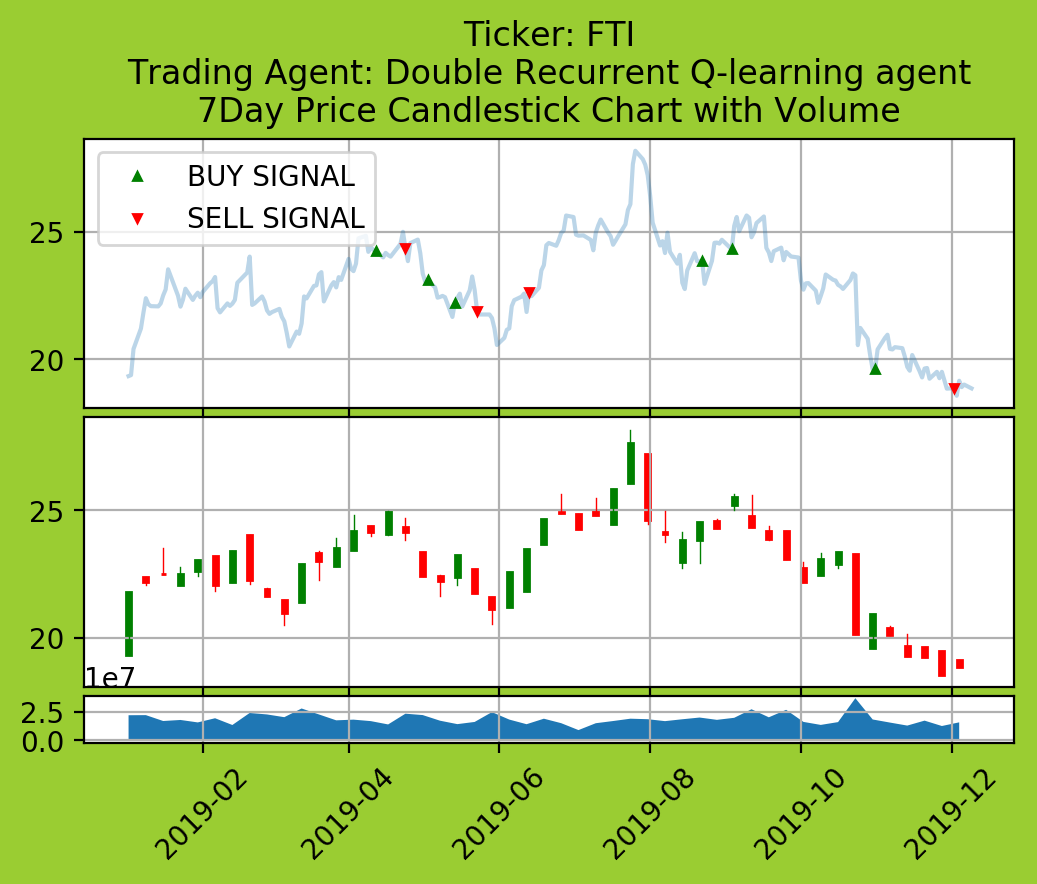 Ticker: FTI
Trading Agent: Double Recurrent Q-learning agent
7Day Price Candlestick Chart with Volume
BUY SIGNAL
SELL SIGNAL
25
20
25
20
1e7
2.5
0.0
2019-02
2019-04
2019-06
2019-08
2019-10
2019-12